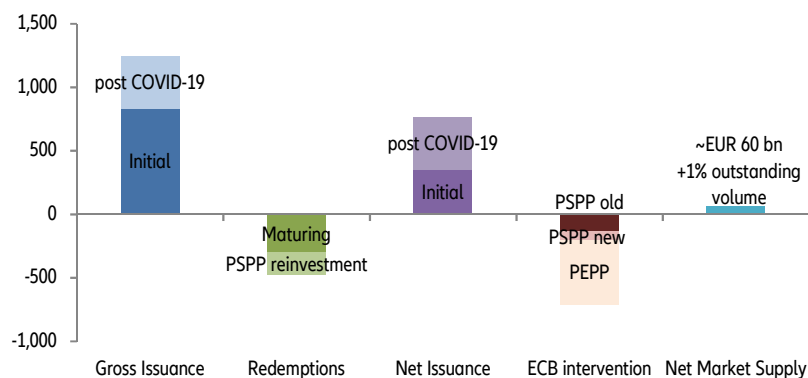 1,500
1,000
500
0
-500
-1,000
post COVID-19
Initial
Maturing
PSPP reinvestment
post COVID-19
Initial
PSPP old
PSPP new
PEPP
~EUR 60 bn
+1% outstanding
volume
Gross Issuance
Redemptions
Net Issuance
ECB intervention
Net Market Supply